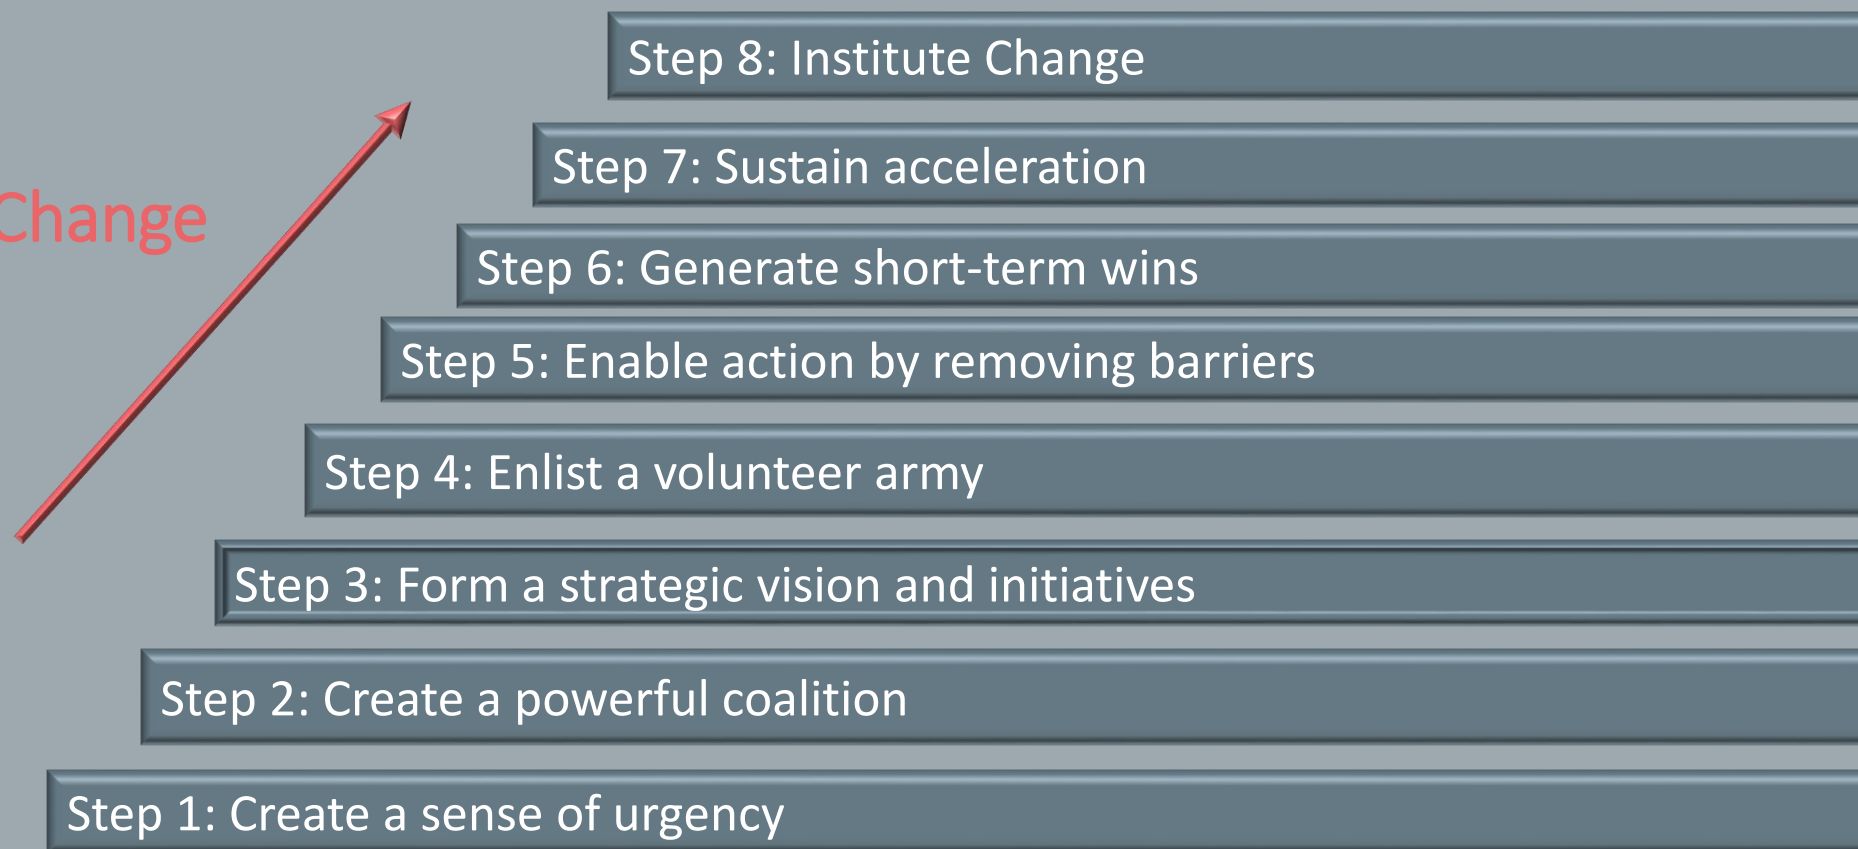 Step 8: Institute Change
Step 7: Sustain acceleration
Change
Step 6: Generate short-term wins
Step 5: Enable action by removing barriers
Step 4: Enlist a volunteer army
Step 3: Form a strategic vision and initiatives
Step 2: Create a powerful coalition
Step 1: Create a sense of urgency